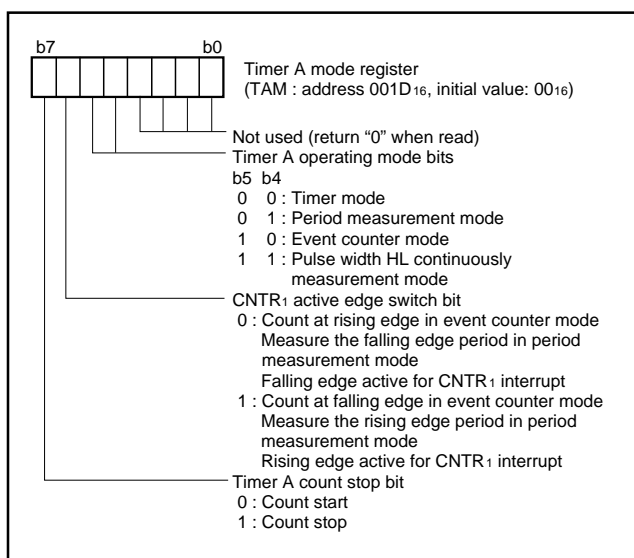 b7 b0
Timer A mode register
(TAM : address 001D16, initial value: 0016)
Not used (return “0” when read)
Timer A operating mode bits
b5 b4
0 0 : Timer mode
0 1 : Period measurement mode
1 0 : Event counter mode
1 1 : Pulse width HL continuously
measurement mode
CNTR1 active edge switch bit
0 : Count at rising edge in event counter mode
Measure the falling edge period in period
measurement mode
Falling edge active for CNTR1 interrupt
1 : Count at falling edge in event counter mode
Measure the rising edge period in period
measurement mode
Rising edge active for CNTR1 interrupt
Timer A count stop bit
0 : Count start
1 : Count stop